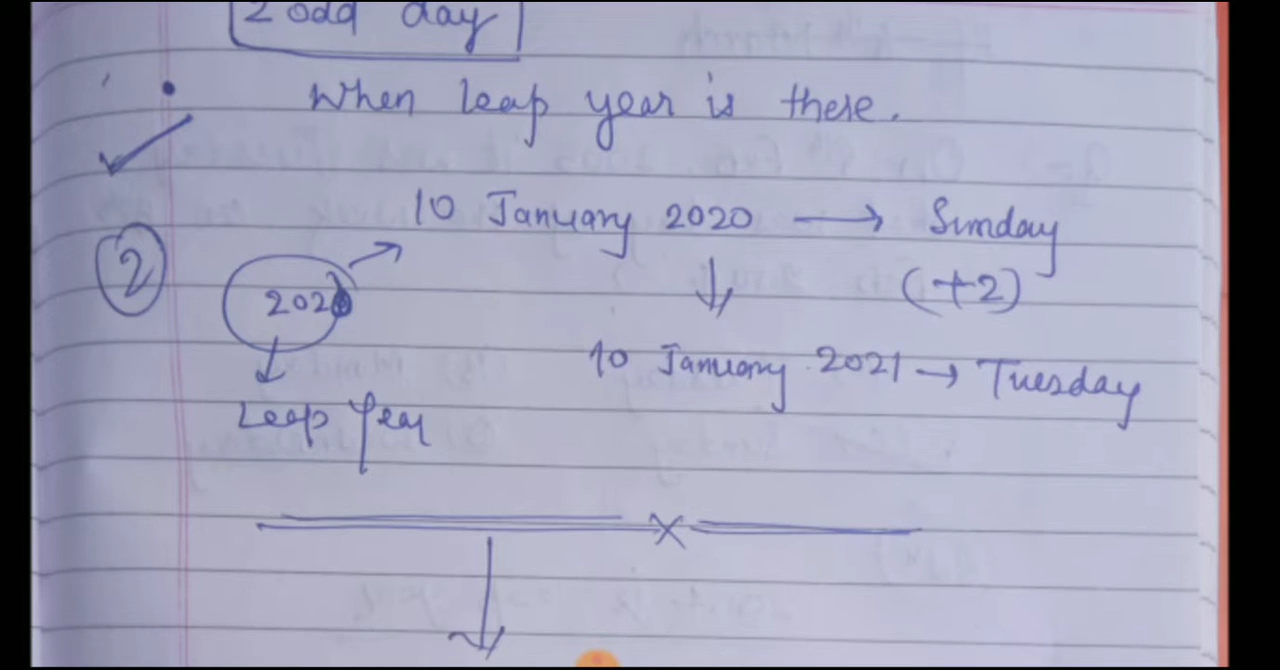 2 odd day
• When leap year is there.
10 January 2020 → Sunday
2
2020
(+2)
10 January 2021 → Tuesday
Leap Year